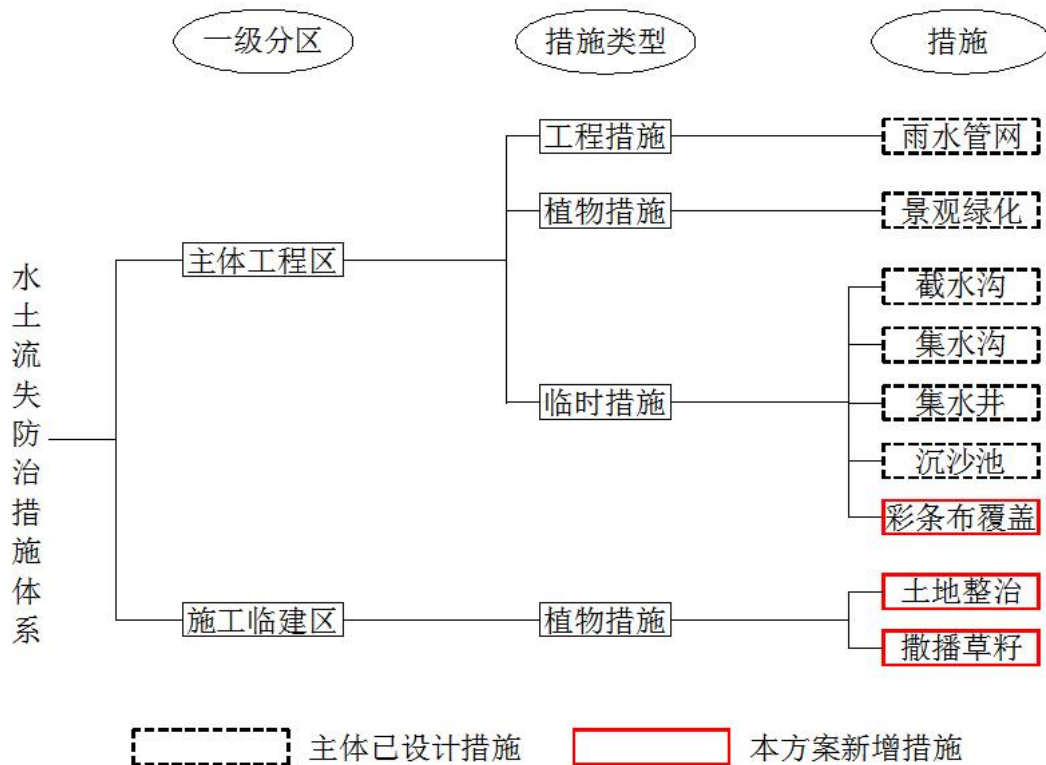 一级分区
措施类型
措施
水土流失防治措施体系
主体工程区
工程措施
雨水管网
植物措施
景观绿化
临时措施
截水沟
集水沟
集水井
沉沙池
彩条布覆盖
施工临建区
植物措施
土地整治
撒播草籽
主体已设计措施
本方案新增措施